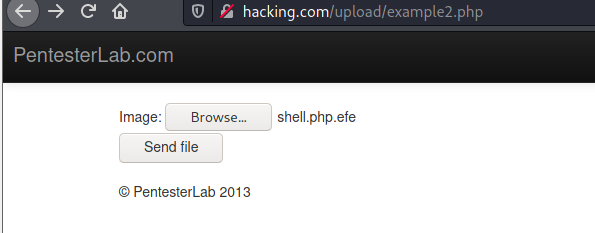 hacking.com/upload/example2.php
PentesterLab.com
Image: Browse... shell.php.efe
Send file
© PentesterLab 2013